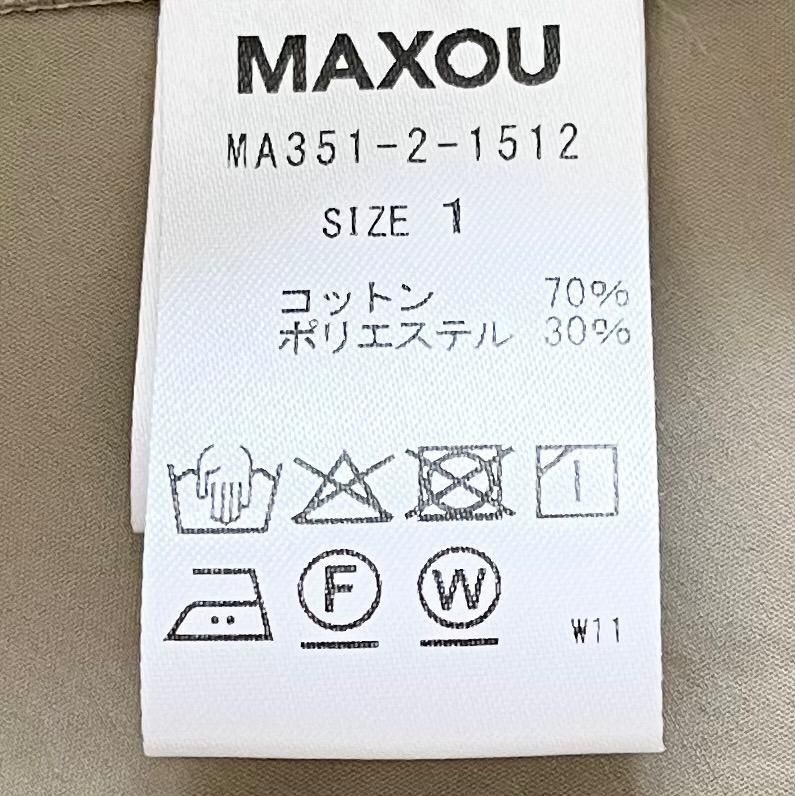 MAXOU
MA351-2-1512
SIZE 1
コットン 70%
ポリエステル 30%
F W W11